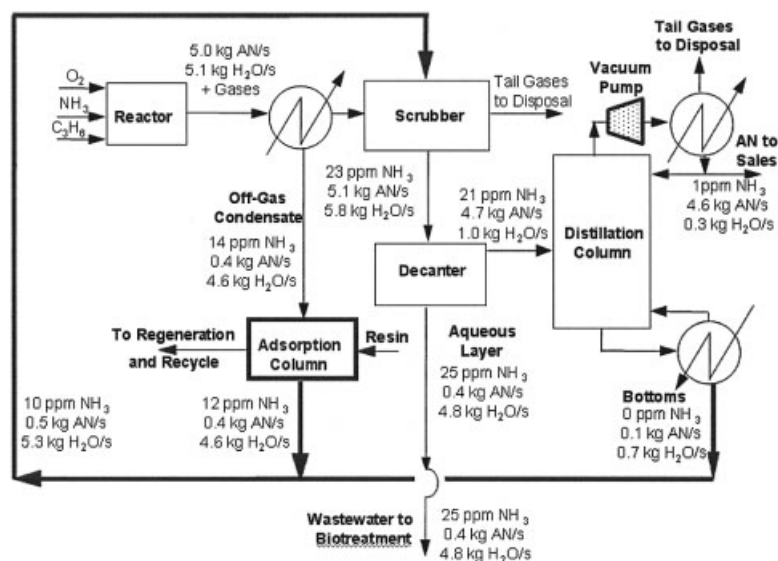 Tail Gases
to Disposal
5.0 kg AN/s
5.1 kg H₂O/s
+ Gases
Vacuum
Pump
O₂
NH₃
C₃H₆
Reactor
Scrubber
Tail Gases
to Disposal
AN to
Sales
1ppm NH₃
4.6 kg AN/s
0.3 kg H₂O/s
23 ppm NH₃
5.1 kg AN/s
5.8 kg H₂O/s
21 ppm NH₃
4.7 kg AN/s
1.0 kg H₂O/s
Off-Gas
Condensate
14 ppm NH₃
0.4 kg AN/s
4.6 kg H₂O/s
Decanter
Distillation
Column
To Regeneration
and Recycle
Adsorption
Column
Resin
Aqueous
Layer
25 ppm NH₃
0.4 kg AN/s
4.8 kg H₂O/s
10 ppm NH₃
0.5 kg AN/s
5.3 kg H₂O/s
12 ppm NH₃
0.4 kg AN/s
4.6 kg H₂O/s
Bottoms
0 ppm NH₃
0.1 kg AN/s
0.7 kg H₂O/s
Wastewater to
Biotreatment
25 ppm NH₃
0.4 kg AN/s
4.8 kg H₂O/s